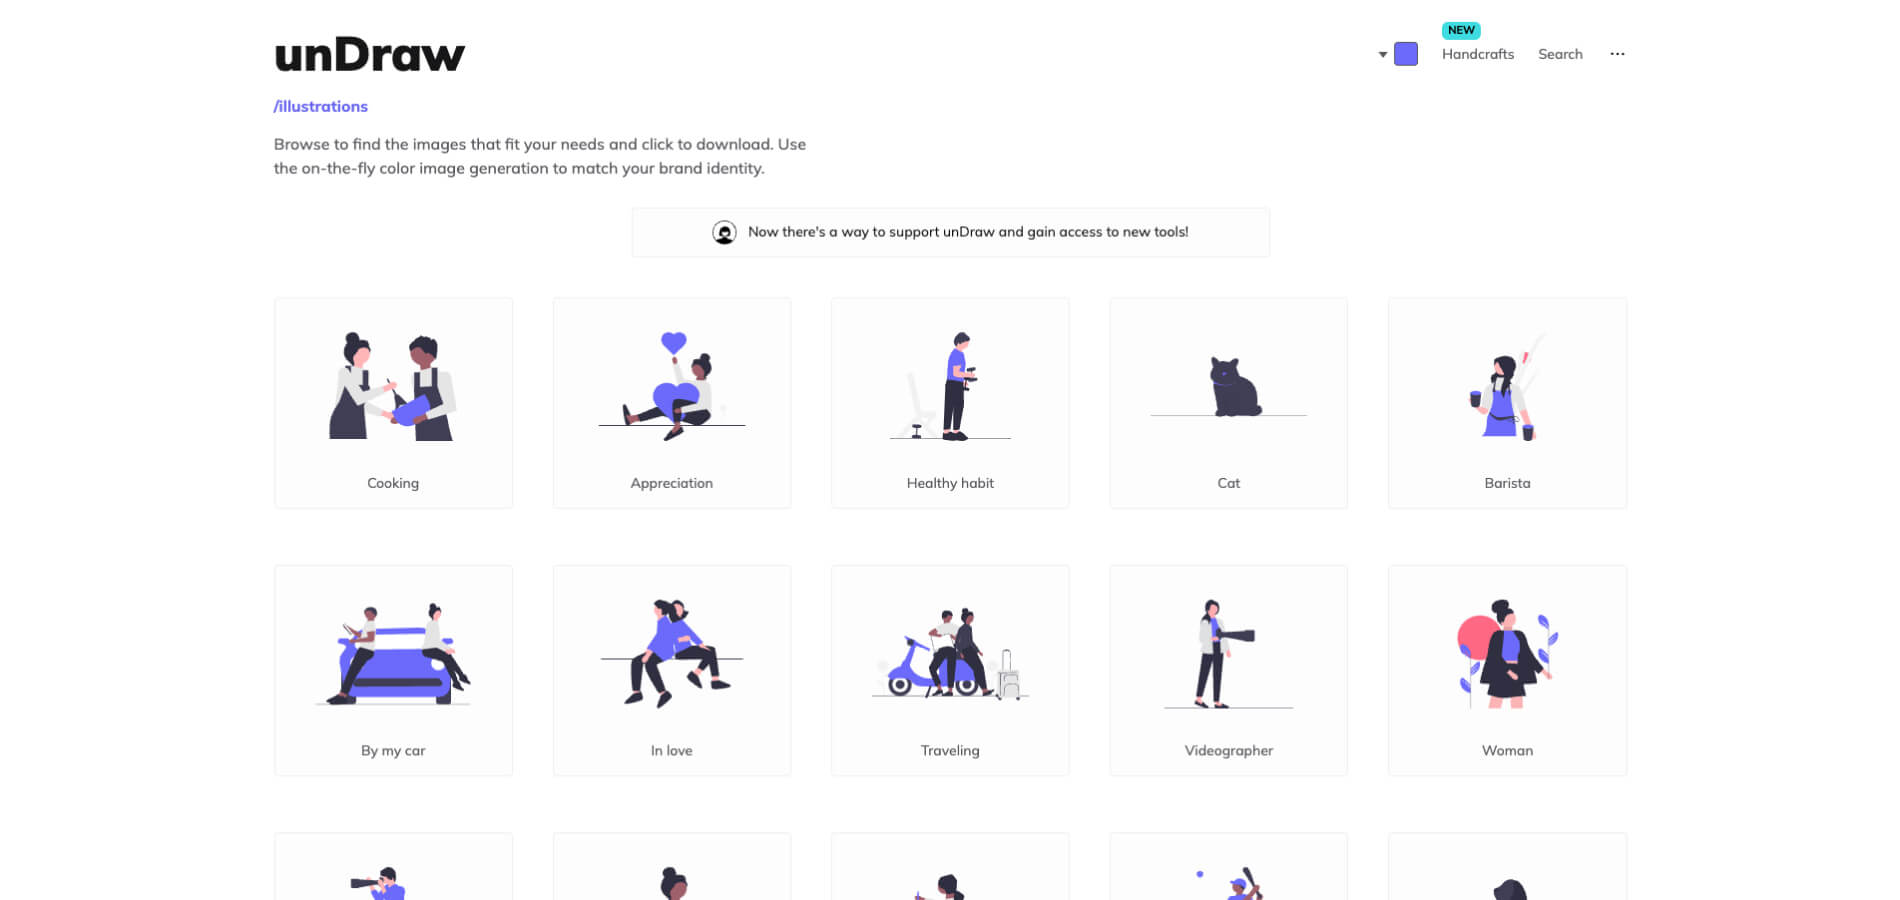 unDraw
NEW
Handcrafts
Search
/illustrations
Browse to find the images that fit your needs and click to download. Use
the on-the-fly color image generation to match your brand identity.
Now there's a way to support unDraw and gain access to new tools!
Cooking
Appreciation
Healthy habit
Cat
Barista
By my car
In love
Traveling
Videographer
Woman